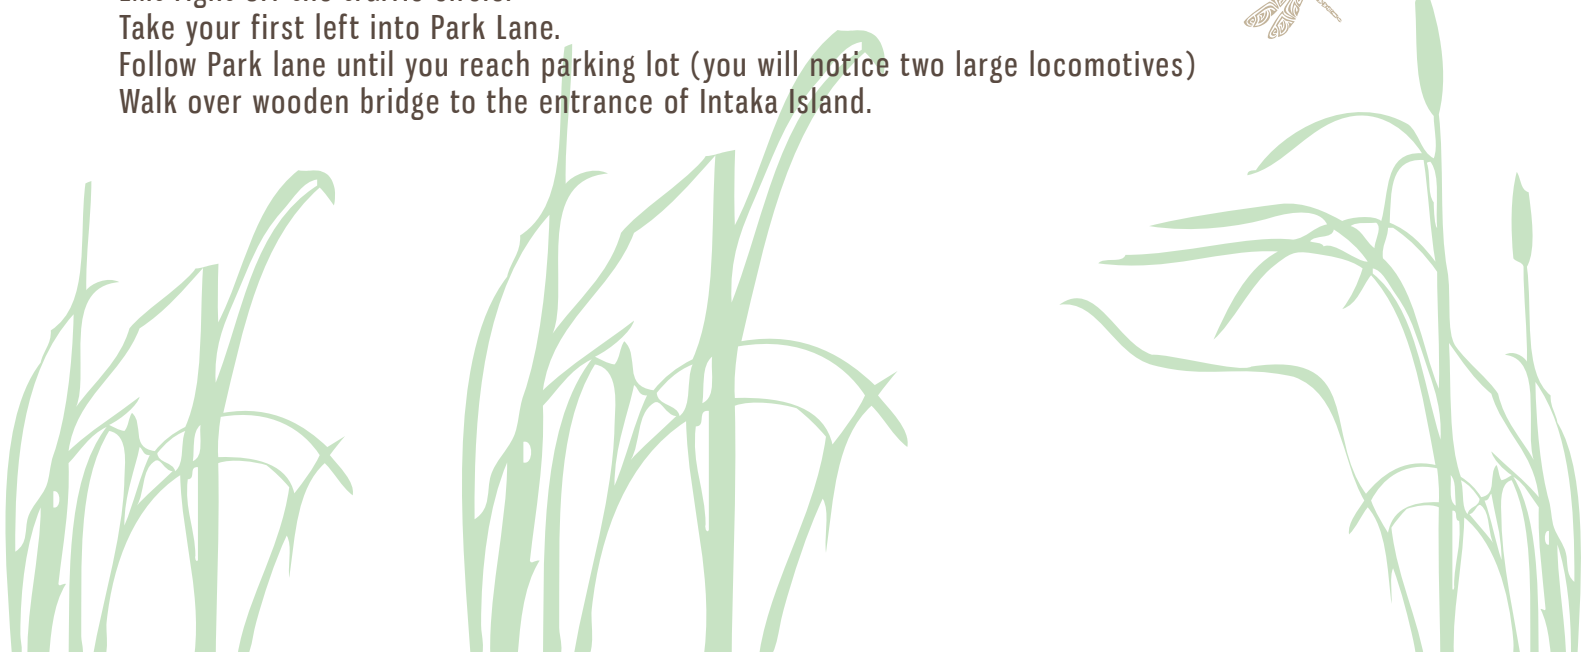 Take your first left into Park Lane.
Follow Park lane until you reach parking lot (you will notice two large locomotives)
Walk over wooden bridge to the entrance of Intaka Island.